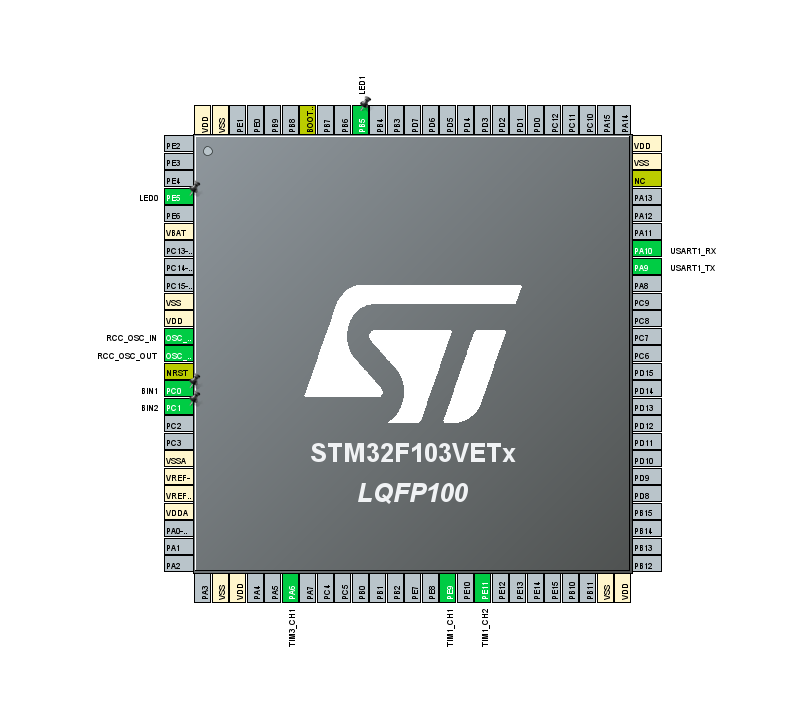 LED1
VDD
VSS
PE1
PE0
PB9
PB8
BOOT..
PB7
PB6
PB5
PB4
PB3
PD7
PD6
PD5
PD4
PD3
PD2
PD1
PD0
PC12
PC11
PC10
PA15
PA14
PE2
PE3
PE4
LED0 PE5
PE6
VBAT
PC13-..
PC14-..
PC15-..
VSS
VDD
RCC_OSC_IN OSC_..
RCC_OSC_OUT OSC_..
NRST
BIN1 PC0
BIN2 PC1
PC2
PC3
VSSA
VREF-
VREF..
VDDA
PA0-..
PA1
PA2
VDD
VSS
NC
PA13
PA12
PA11
PA10 USART1_RX
PA9 USART1_TX
PA8
PC9
PC8
PC7
PC6
PD15
PD14
PD13
PD12
PD11
PD10
PD9
PD8
PB15
PB14
PB13
PB12
ST
STM32F103VETx
LQFP100
PA3
VSS
VDD
PA4
PA5
PA6
PA7
PC4
PC5
PB0
PB1
PB2
PE7
PE8
PE9
PE10
PE11
PE12
PE13
PE14
PE15
PB10
PB11
VSS
VDD
TIM3_CH1
TIM1_CH1
TIM1_CH2